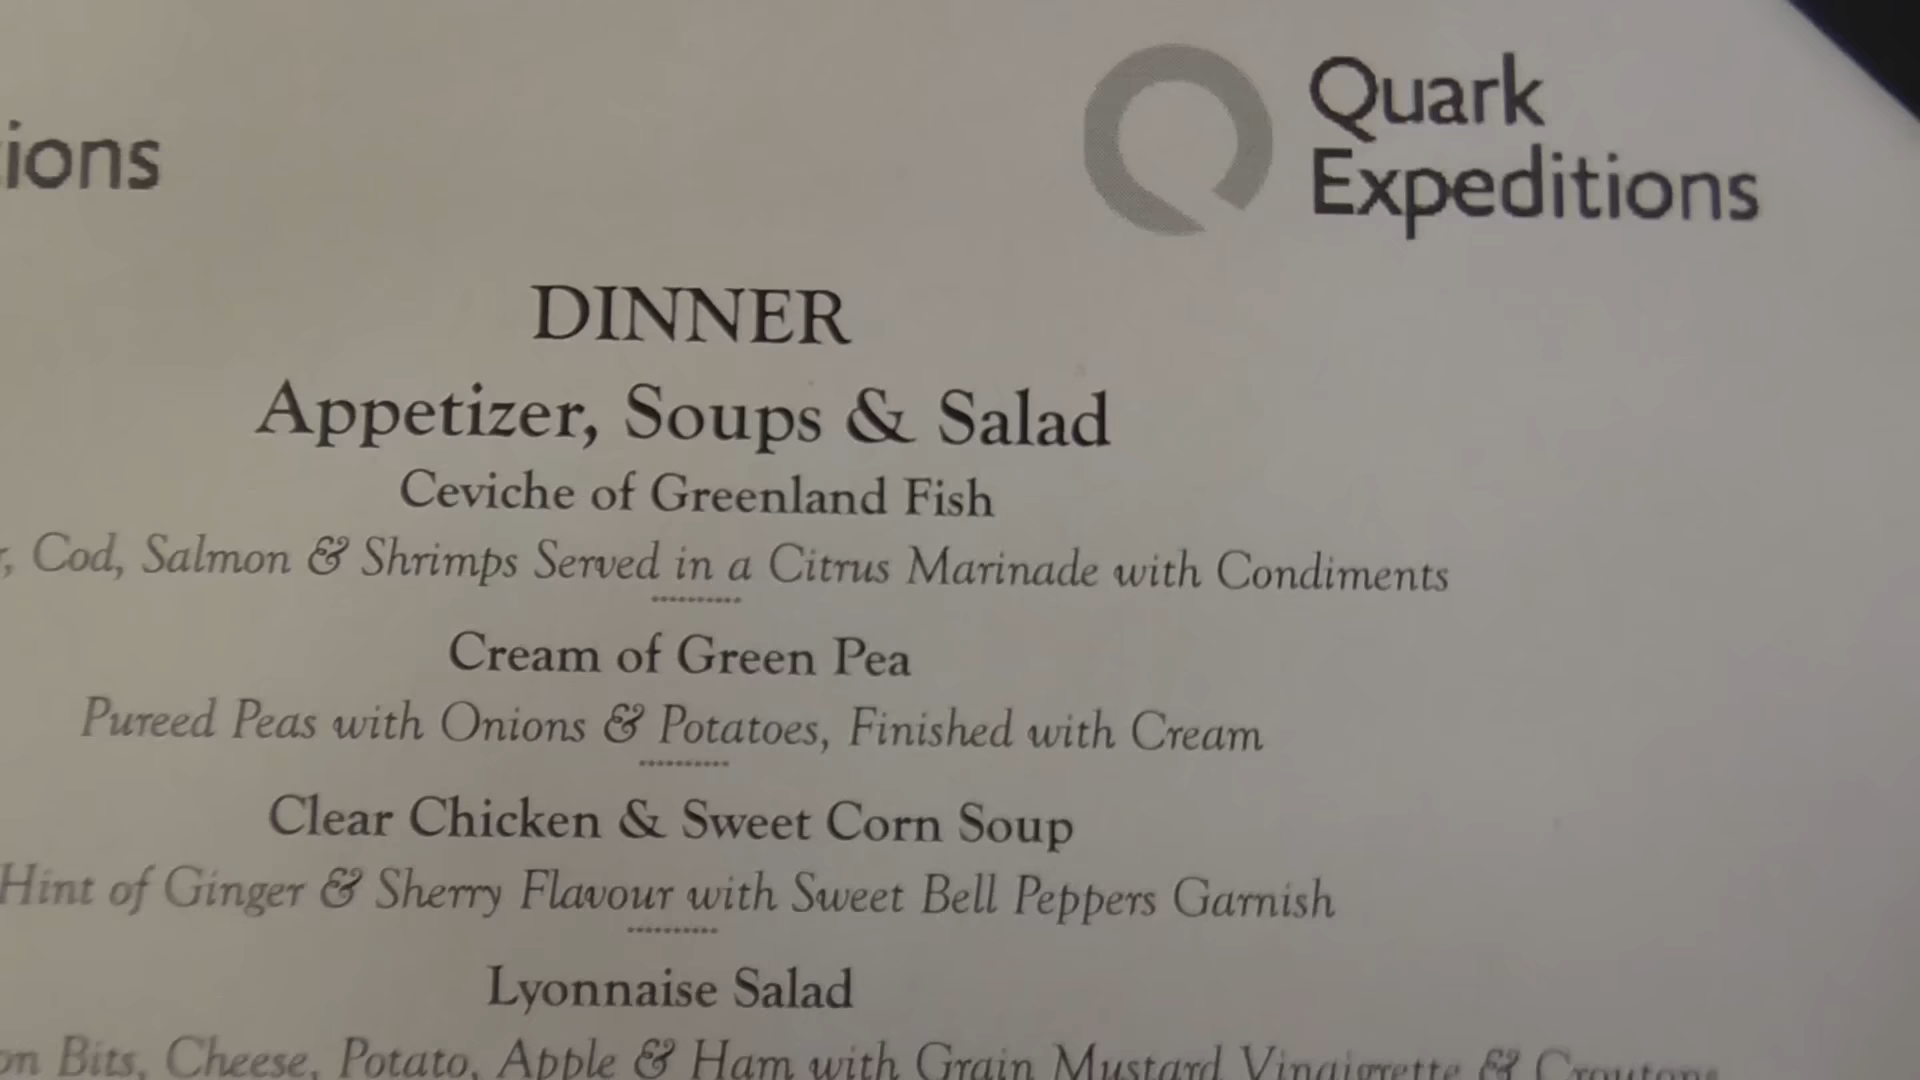 Quark
Expeditions
ions
DINNER
Appetizer, Soups & Salad
Ceviche of Greenland Fish
, Cod, Salmon & Shrimps Served in a Citrus Marinade with Condiments
Cream of Green Pea
Pureed Peas with Onions & Potatoes, Finished with Cream
Clear Chicken & Sweet Corn Soup
Hint of Ginger & Sherry Flavour with Sweet Bell Peppers Garnish
Lyonnaise Salad
on Bits, Cheese, Potato, Apple & Ham with Grain Mustard Vinaigrette & Croutons